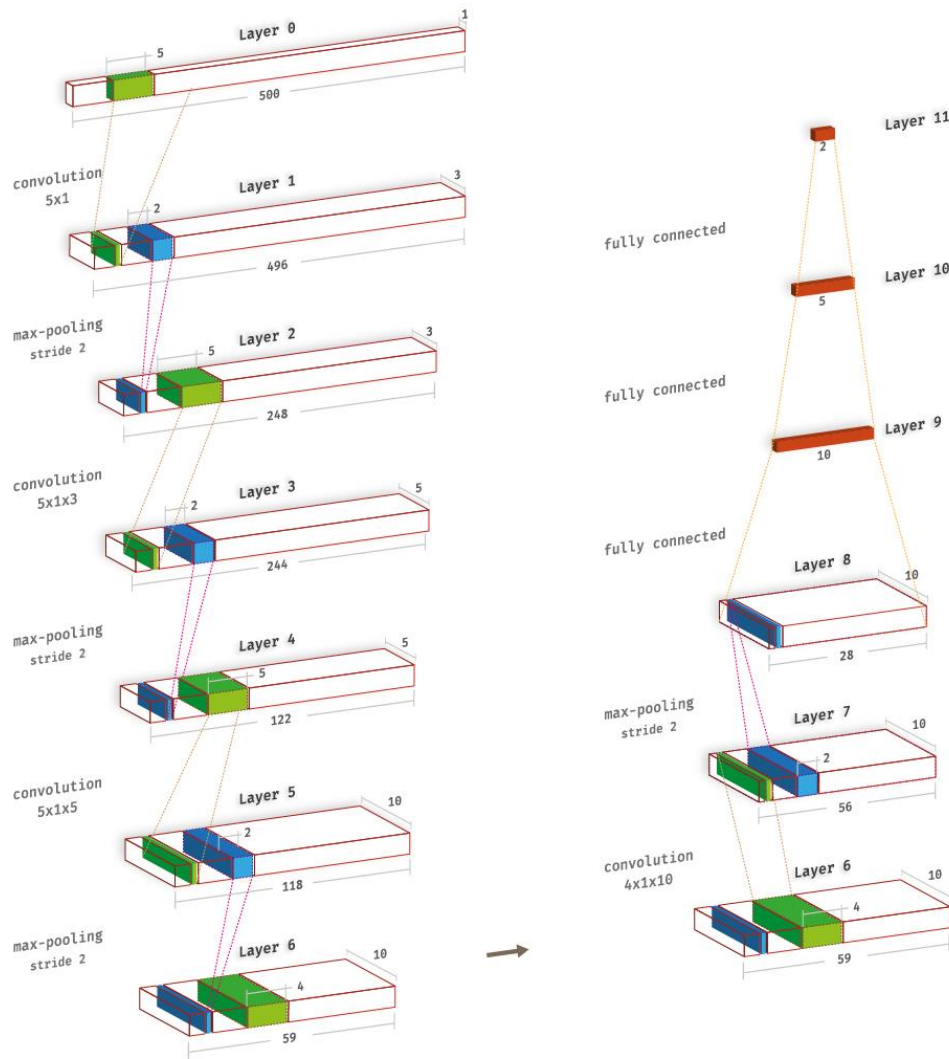 Layer 0
1
5
500
convolution
5x1
Layer 1
3
2
496
max-pooling
stride 2
Layer 2
3
5
248
convolution
5x1x3
Layer 3
5
2
244
max-pooling
stride 2
Layer 4
5
5
122
convolution
5x1x5
Layer 5
10
2
118
max-pooling
stride 2
Layer 6
10
4
59
Layer 11
2
fully connected
Layer 10
5
fully connected
Layer 9
10
fully connected
Layer 8
10
28
max-pooling
stride 2
Layer 7
10
2
56
convolution
4x1x10
Layer 6
10
4
59